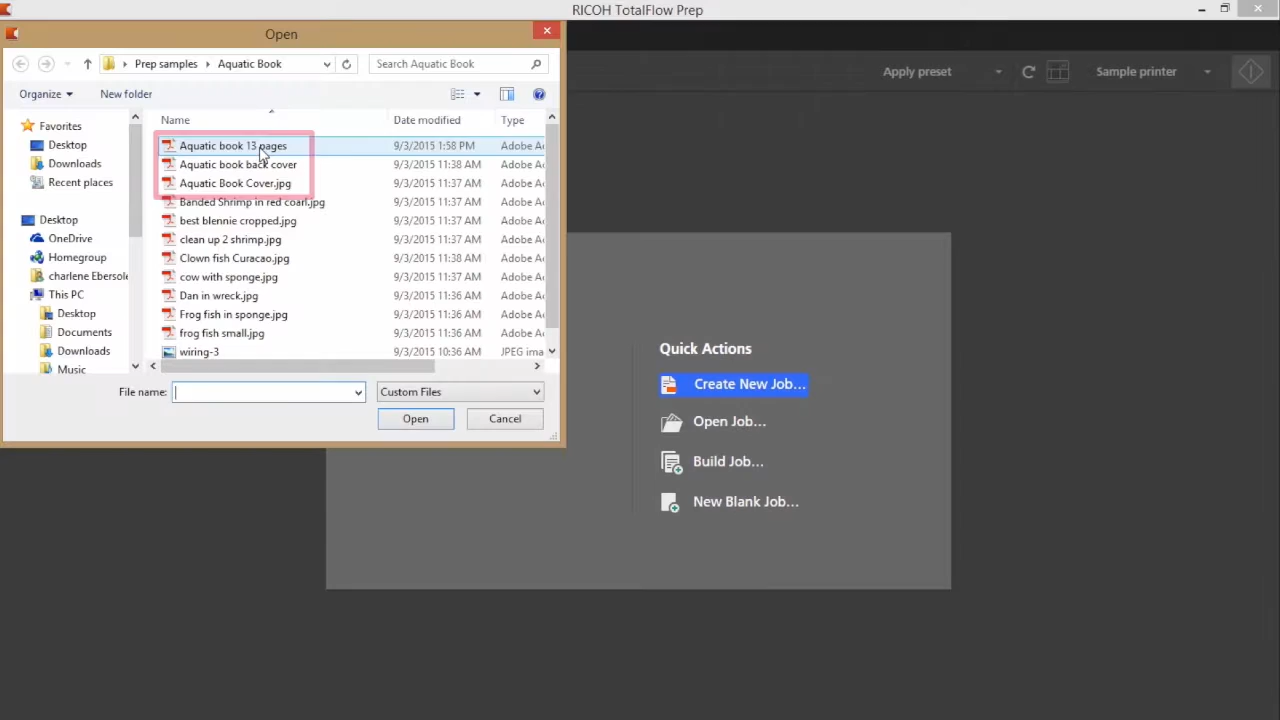 RICOH TotalFlow Prep
Open
Prep samples
Aquatic Book
Search Aquatic Book
Apply preset
Sample printer
Organize
New folder
Name
Date modified
Type
Favorites
Desktop
Downloads
Recent places
Desktop
OneDrive
Homegroup
charlene Ebersole
This PC
Desktop
Documents
Downloads
Music
Aquatic book 13 pages 9/3/2015 1:58 PM Adobe Ac
Aquatic book back cover 9/3/2015 11:38 AM Adobe Ac
Aquatic Book Cover.jpg 9/3/2015 11:37 AM Adobe Ac
Banded Shrimp in red coarl.jpg 9/3/2015 11:37 AM Adobe Ac
best blennie cropped.jpg 9/3/2015 11:37 AM Adobe Ac
clean up 2 shrimp.jpg 9/3/2015 11:37 AM Adobe Ac
Clown fish Curacao.jpg 9/3/2015 11:38 AM Adobe Ac
cow with sponge.jpg 9/3/2015 11:37 AM Adobe Ac
Dan in wreck.jpg 9/3/2015 11:36 AM Adobe Ac
Frog fish in sponge.jpg 9/3/2015 11:36 AM Adobe Ac
frog fish small.jpg 9/3/2015 11:36 AM Adobe Ac
wiring-3 9/3/2015 10:36 AM JPEG ima
File name:
Custom Files
Open
Cancel
Quick Actions
Create New Job...
Open Job...
Build Job...
New Blank Job...